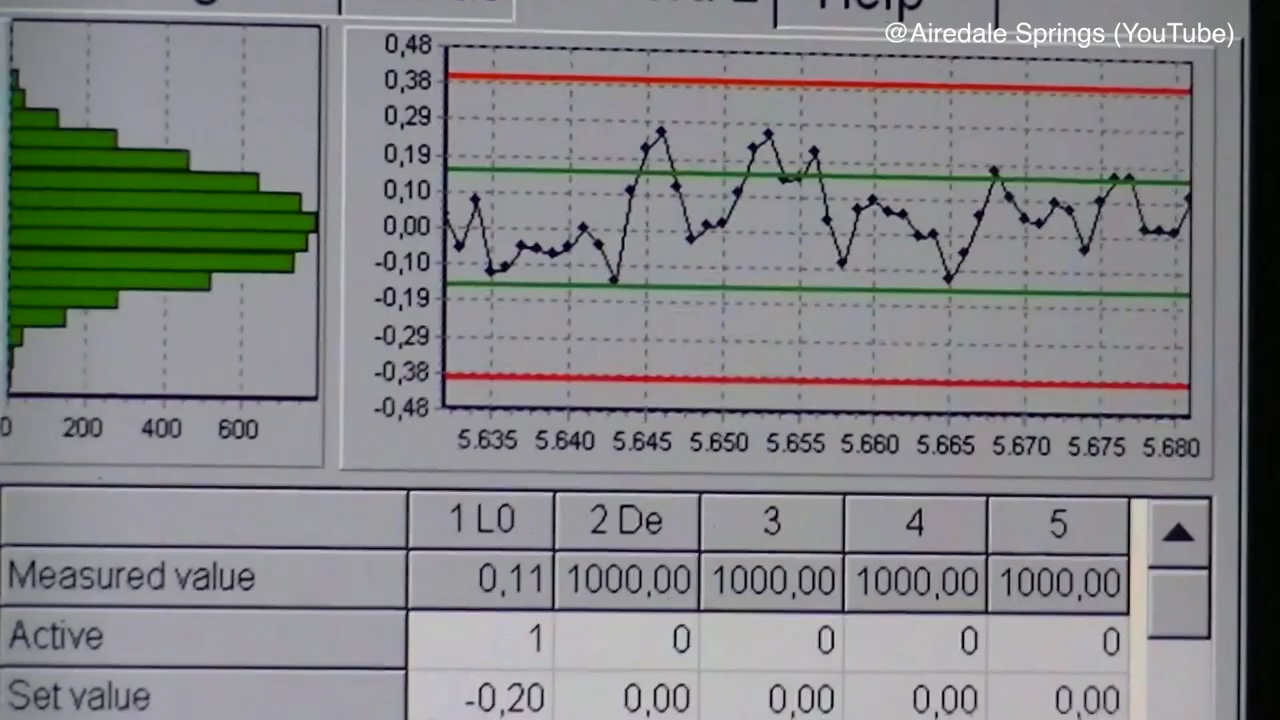 Help
@Airedale Springs (YouTube)
0,48
0,38
0,29
0,19
0,10
0,00
-0,10
-0,19
-0,29
-0,38
-0,48
0 200 400 600
5.635 5.640 5.645 5.650 5.655 5.660 5.665 5.670 5.675 5.680
1 L0 2 De 3 4 5
Measured value 0,11 1000,00 1000,00 1000,00 1000,00
Active 1 0 0 0 0
Set value -0,20 0,00 0,00 0,00 0,00